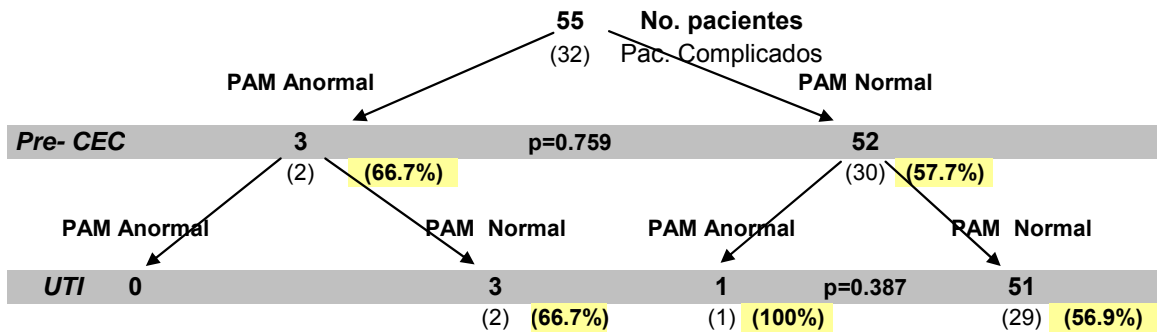 55 No. pacientes
(32) Pac. Complicados
PAM Anormal PAM Normal
Pre- CEC 3 p=0.759 52
(2) (66.7%) (30) (57.7%)
PAM Anormal PAM Normal PAM Anormal PAM Normal
UTI 0 3 1 p=0.387 51
(2) (66.7%) (1) (100%) (29) (56.9%)